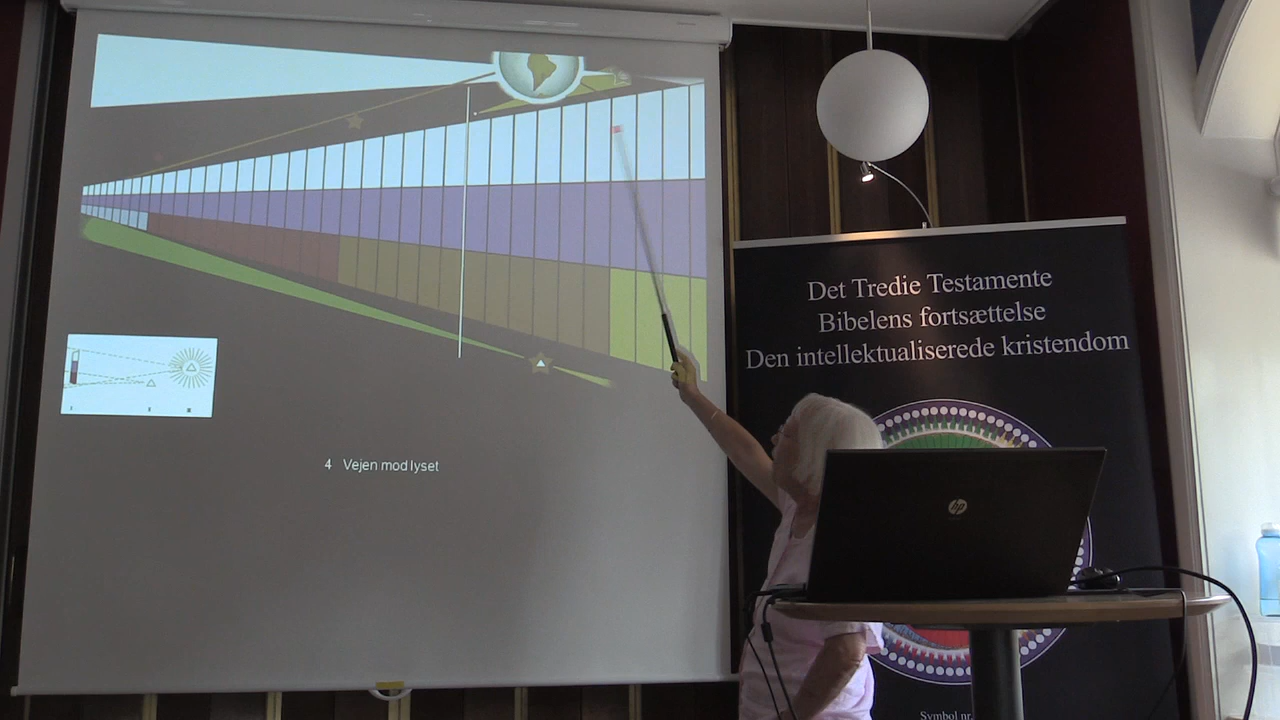 4 Vejen mod lyset
Det Tredie Testamente
Bibelens fortsættelse
Den intellektualiserede kristendom
hp
Symbol nr.